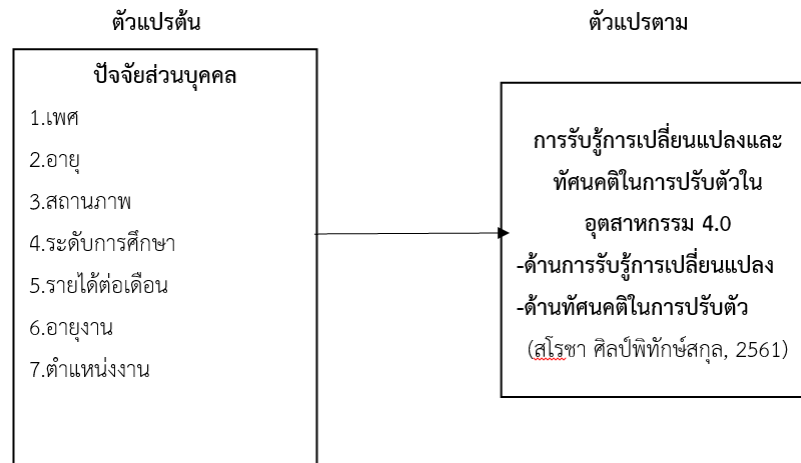 ตัวแปรต้น
ปัจจัยส่วนบุคคล
1.เพศ
2.อายุ
3.สถานภาพ
4.ระดับการศึกษา
5.รายได้ต่อเดือน
6.อายุงาน
7.ตำแหน่งงาน
ตัวแปรตาม
การรับรู้การเปลี่ยนแปลงและ
ทัศนคติในการปรับตัวใน
อุตสาหกรรม 4.0
-ด้านการรับรู้การเปลี่ยนแปลง
-ด้านทัศนคติในการปรับตัว
(สโรชา ศิลป์พิทักษ์สกุล, 2561)